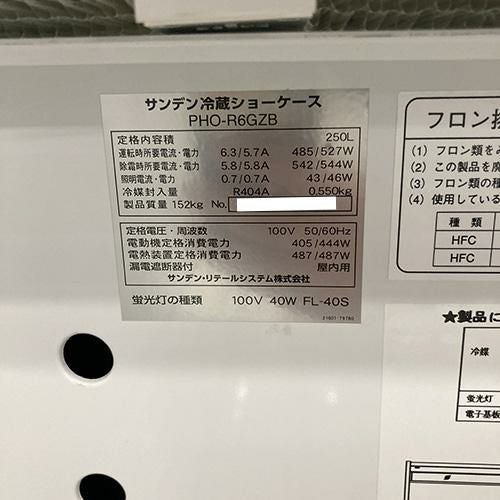 サンデン冷蔵ショーケース
PHO-R6GZB
定格内容積 250L
運転時所要電流・電力 6.3/5.7A 485/527W
除霜時所要電流・電力 5.8/5.8A 542/544W
照明電流・電力 0.7/0.7A 43/46W
冷媒封入量 R404A 0.550kg
製品質量 152kg No.
定格電圧・周波数 100V 50/60Hz
電動機定格消費電力 405/444W
電熱装置定格消費電力 487/487W
漏電遮断器付 屋内用
サンデン・リテールシステム株式会社
蛍光灯の種類 100V 40W FL-40S
フロン
(1) フロン類を
(2) この製品を廃
(3) フロン類の種
(4) 使用している
種類
HFC
HFC
★製品に
冷媒
蛍光灯
電子基板